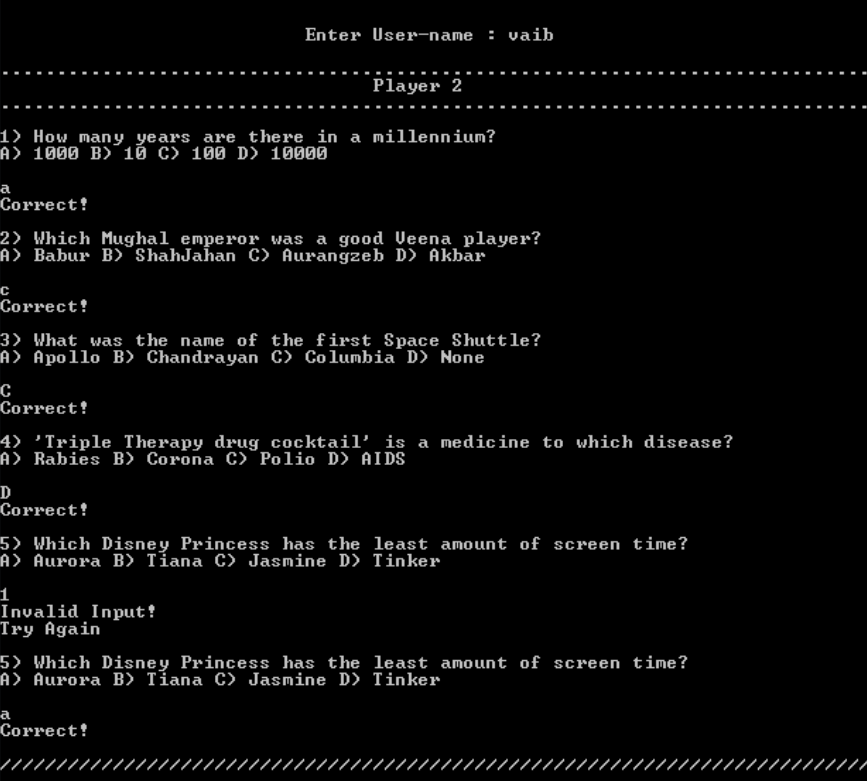 Enter User-name : vaib
................................................................................
Player 2
................................................................................
1) How many years are there in a millennium?
A) 1000 B) 10 C) 100 D) 10000
a
Correct!
2) Which Mughal emperor was a good Veena player?
A) Babur B) ShahJahan C) Aurangzeb D) Akbar
c
Correct!
3) What was the name of the first Space Shuttle?
A) Apollo B) Chandrayan C) Columbia D) None
C
Correct!
4) 'Triple Therapy drug cocktail' is a medicine to which disease?
A) Rabies B) Corona C) Polio D) AIDS
D
Correct!
5) Which Disney Princess has the least amount of screen time?
A) Aurora B) Tiana C) Jasmine D) Tinker
1
Invalid Input!
Try Again
5) Which Disney Princess has the least amount of screen time?
A) Aurora B) Tiana C) Jasmine D) Tinker
a
Correct!
/////////////////////////////////////////////////////////////////////////////